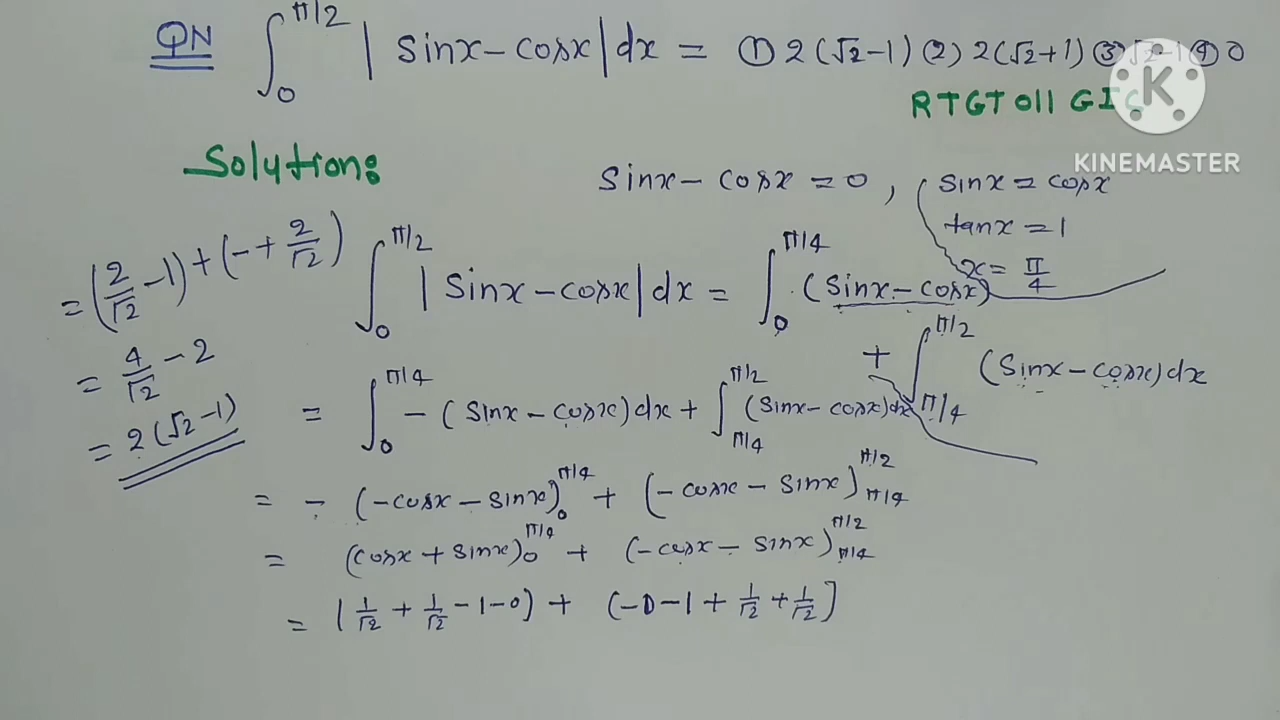 QN ∫₀^π/2 | sinx - cosx | dx = ① 2(√2-1) ② 2(√2+1) ③ √2-1 ④ 0
RTGT 011 GIC
KINEMASTER
Solution:
sinx - cosx = 0, sinx = cosx
tanx = 1
x = π/4
∫₀^π/2 | sinx - cosx | dx = ∫₀^π/4 (sinx - cosx)
+ ∫_π/4^π/2 (sinx - cosx) dx
= ∫₀^π/4 - (sinx - cosx) dx + ∫_π/4^π/2 (sinx - cosx) dx
= - (-cosx - sinx)₀^π/4 + (-cosx - sinx)_π/4^π/2
= (cosx + sinx)₀^π/4 + (-cosx - sinx)_π/4^π/2
= (1/√2 + 1/√2 - 1 - 0) + (-0 - 1 + 1/√2 + 1/√2)
= (2/√2 - 1) + (- + 2/√2)
= 4/√2 - 2
= 2(√2-1)